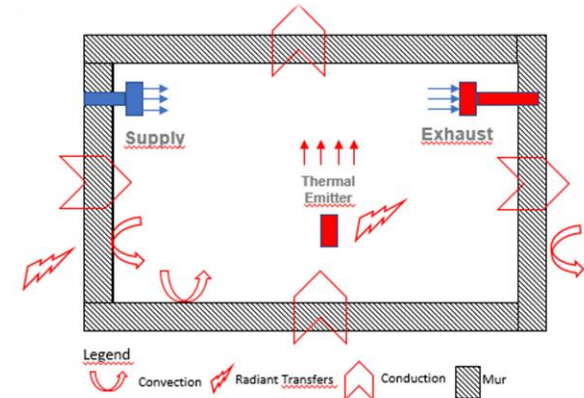 Supply
Exhaust
Thermal
Emitter
Legend
Convection
Radiant Transfers
Conduction
Mur